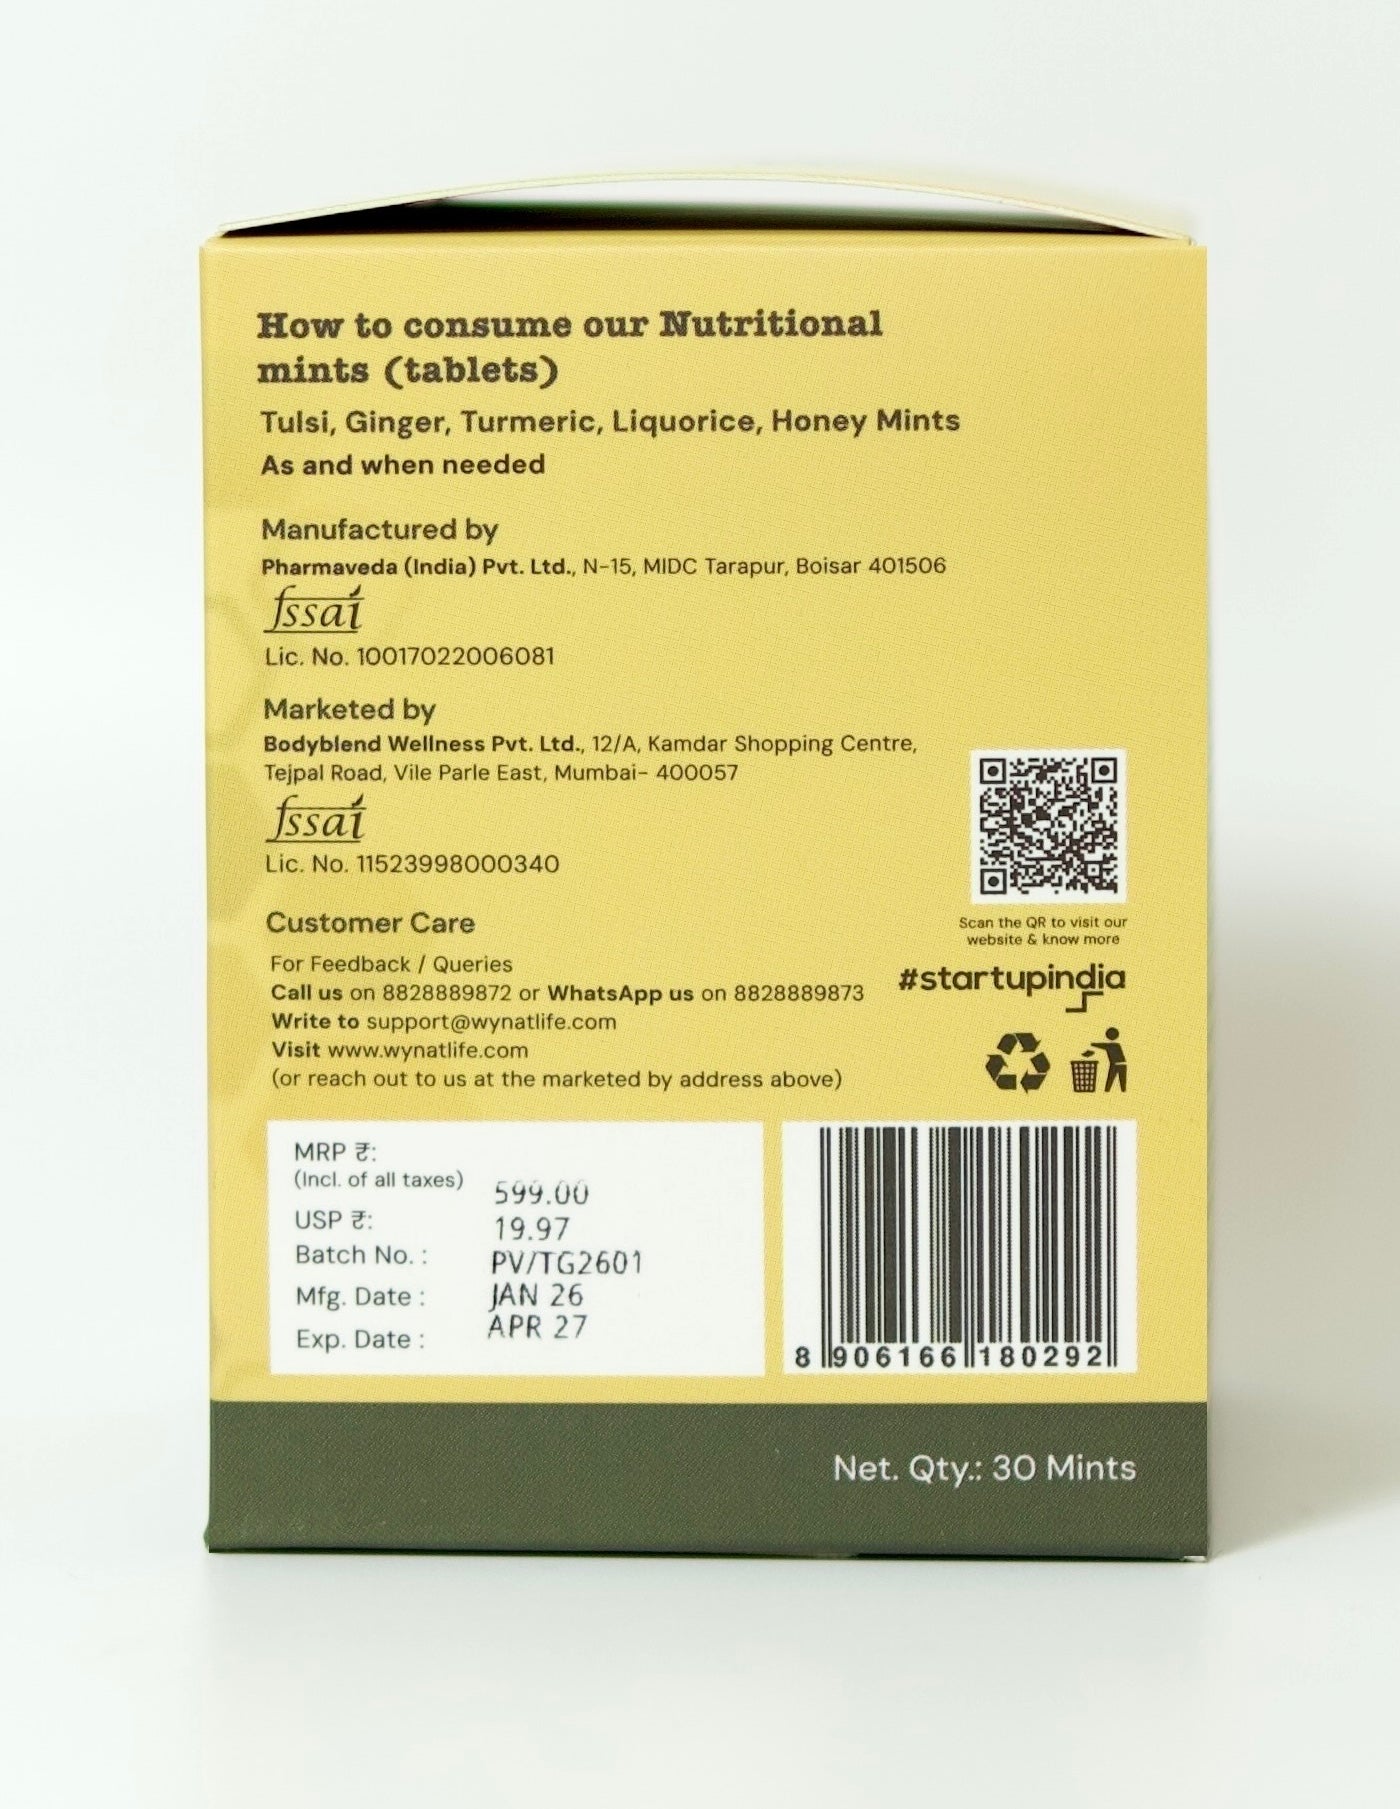 How to consume our Nutritional
mints (tablets)
Tulsi, Ginger, Turmeric, Liquorice, Honey Mints
As and when needed
Manufactured by
Pharmaveda (India) Pvt. Ltd., N-15, MIDC Tarapur, Boisar 401506
fssai
Lic. No. 10017022006081
Marketed by
Bodyblend Wellness Pvt. Ltd., 12/A, Kamdar Shopping Centre,
Tejpal Road, Vile Parle East, Mumbai- 400057
fssai
Lic. No. 11523998000340
Scan the QR to visit our
website & know more
#startupindia
Customer Care
For Feedback / Queries
Call us on 8828889872 or WhatsApp us on 8828889873
Write to support@wynatlife.com
Visit www.wynatlife.com
(or reach out to us at the marketed by address above)
MRP ₹:
(Incl. of all taxes) 599.00
USP ₹: 19.97
Batch No. : PV/TG2601
Mfg. Date : JAN 26
Exp. Date : APR 27
8 906166 180292
Net. Qty.: 30 Mints